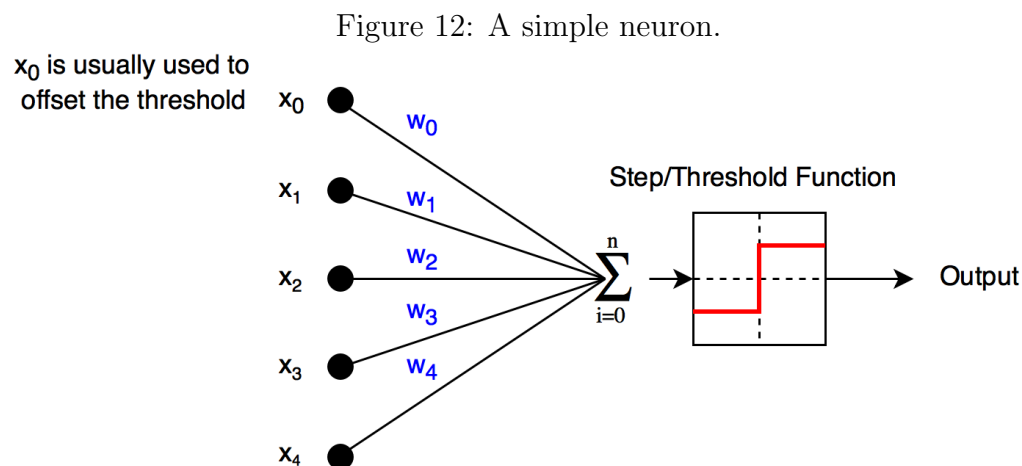 Figure 12: A simple neuron.
x₀ is usually used to
offset the threshold
x₀
w₀
x₁
w₁
Step/Threshold Function
x₂
w₂
n
∑
i=0
Output
w₃
x₃
w₄
x₄